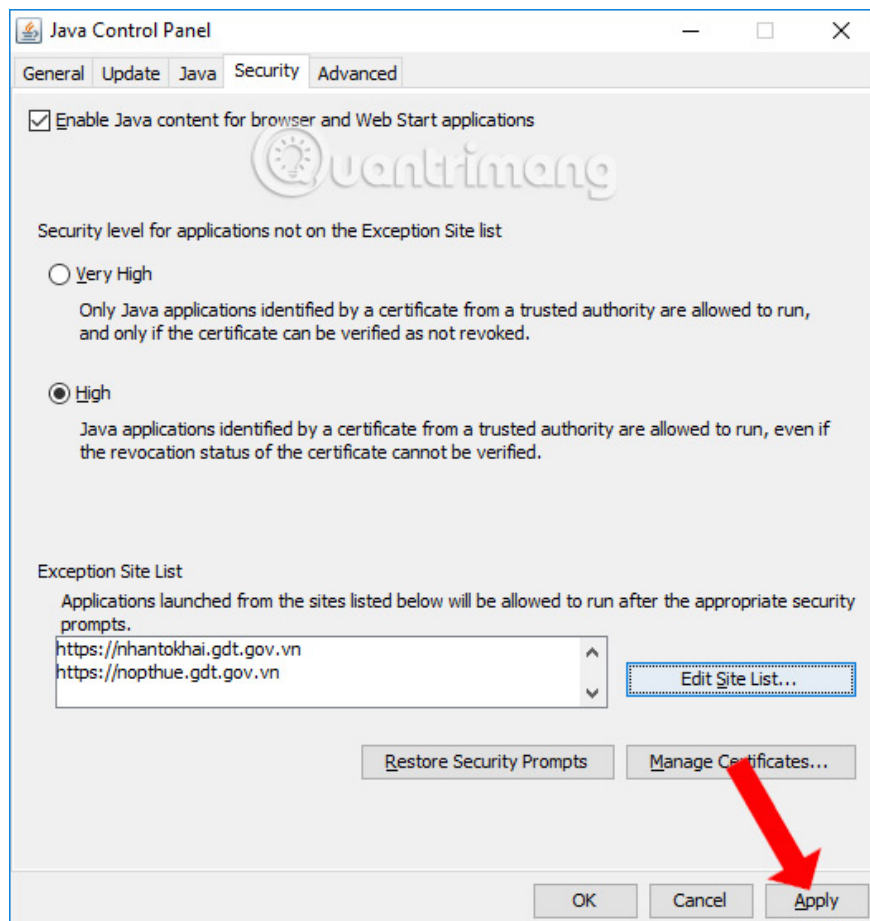 Java Control Panel
General Update Java Security Advanced
Enable Java content for browser and Web Start applications
Quantrimang
Security level for applications not on the Exception Site list
Very High
Only Java applications identified by a certificate from a trusted authority are allowed to run,
and only if the certificate can be verified as not revoked.
High
Java applications identified by a certificate from a trusted authority are allowed to run, even if
the revocation status of the certificate cannot be verified.
Exception Site List
Applications launched from the sites listed below will be allowed to run after the appropriate security
prompts.
https://nhantokhai.gdt.gov.vn
https://nopthue.gdt.gov.vn
Edit Site List...
Restore Security Prompts Manage Certificates...
OK Cancel Apply